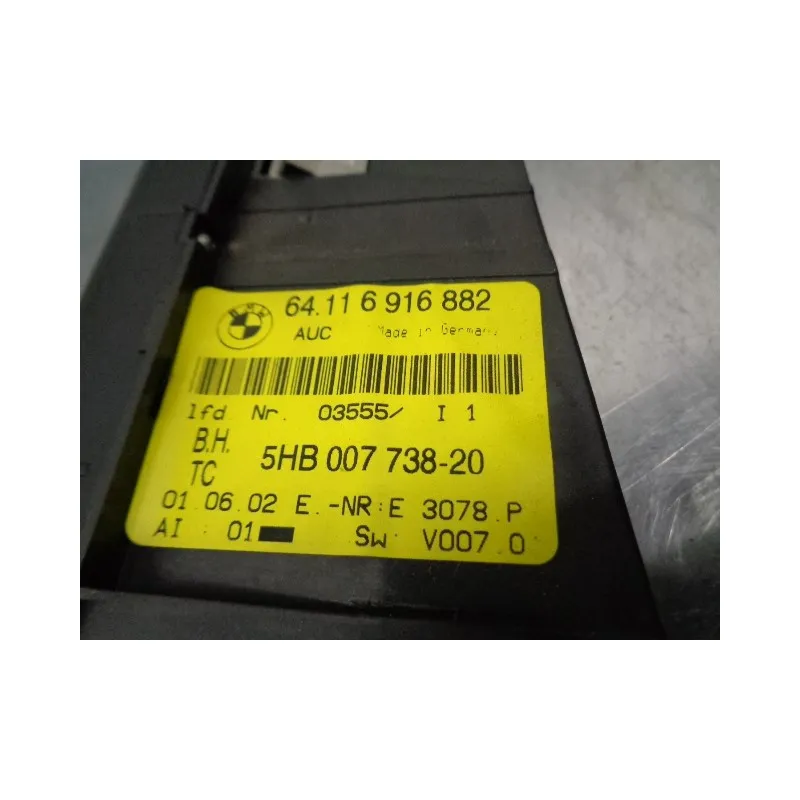 BMW
64.11 6 916 882
AUC Made in Germany
lfd Nr. 03555/ I 1
B.H.
TC
5HB 007 738-20
01.06.02 E.-NR:E 3078.P
AI : 01
Sw: V007.0